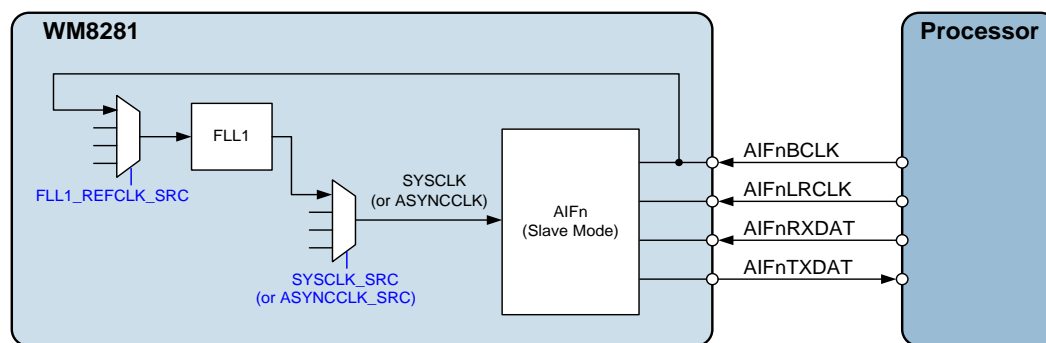 WM8281
Processor
FLL1
FLL1_REFCLK_SRC
SYSCLK
(or ASYNCCLK)
SYSCLK_SRC
(or ASYNCCLK_SRC)
AIFn
(Slave Mode)
AIFnBCLK
AIFnLRCLK
AIFnRXDAT
AIFnTXDAT